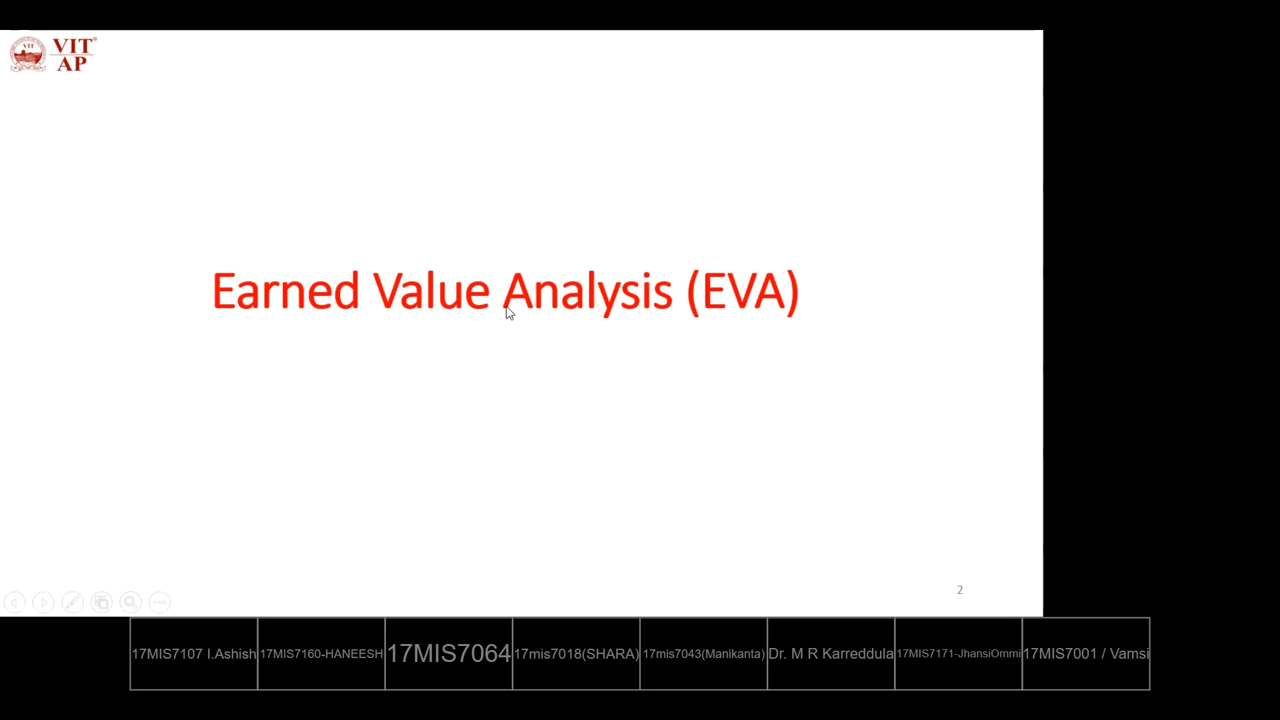 VIT
VIT®
AP
Earned Value Analysis (EVA)
2
17MIS7107 I.Ashish
17MIS7160-HANEESH
17MIS7064
17mis7018(SHARA)
17mis7043(Manikanta)
Dr. M R Karreddula
17MIS7171-JhansiOmmi
17MIS7001 / Vamsi